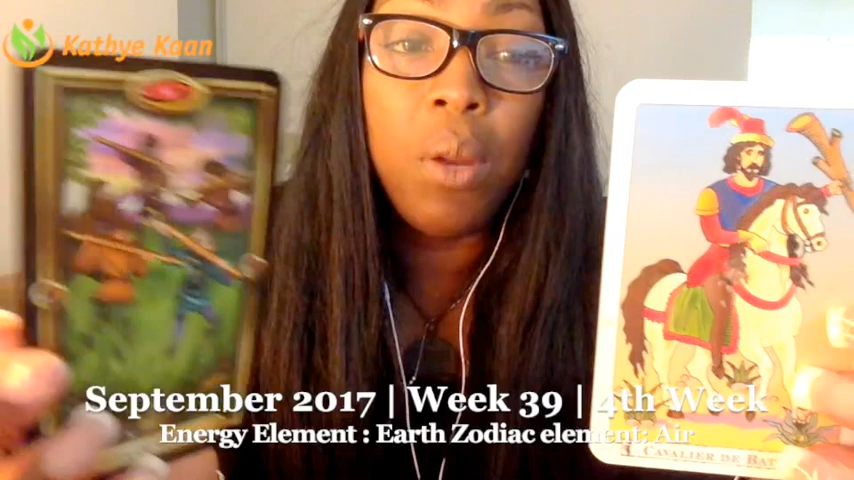 Kathye Kaan
September 2017 | Week 39 | 4th Week
Energy Element : Earth Zodiac element: Air
CAVALIER DE BAT